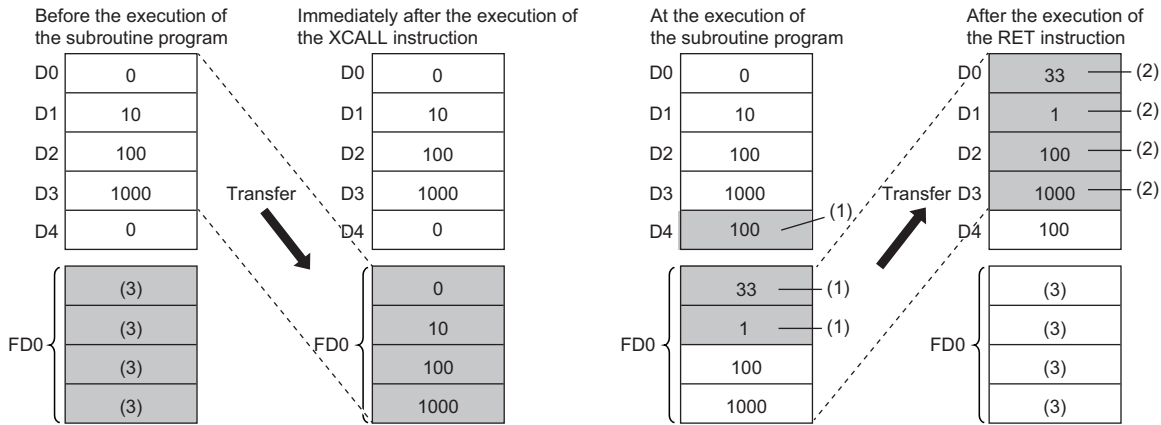 Before the execution of
the subroutine program
D0 0
D1 10
D2 100
D3 1000
D4 0
FD0
(3)
(3)
(3)
(3)
Transfer
Immediately after the execution of
the XCALL instruction
D0 0
D1 10
D2 100
D3 1000
D4 0
FD0
0
10
100
1000
At the execution of
the subroutine program
D0 0
D1 10
D2 100
D3 1000
D4 100 (1)
FD0
33 (1)
1 (1)
100
1000
Transfer
After the execution of
the RET instruction
D0 33 (2)
D1 1 (2)
D2 100 (2)
D3 1000 (2)
D4 100
FD0
(3)
(3)
(3)
(3)